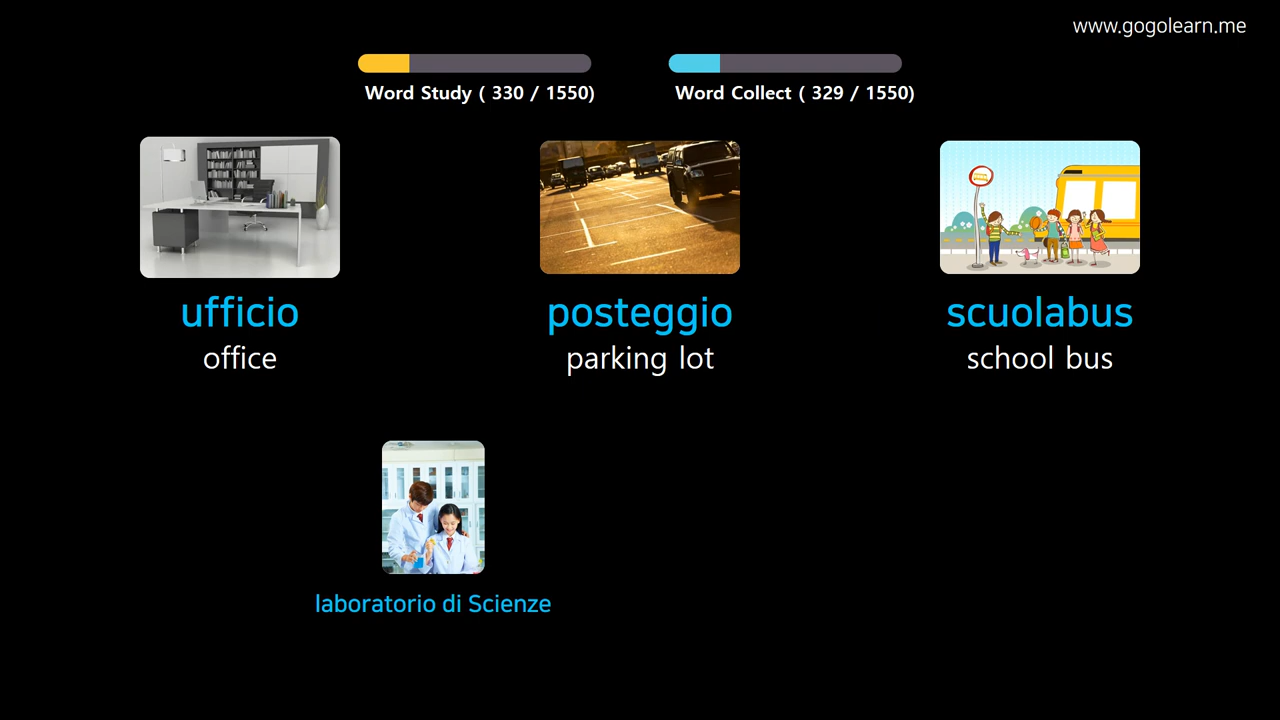 www.gogolearn.me
Word Study ( 330 / 1550)
Word Collect ( 329 / 1550)
ufficio
office
posteggio
parking lot
scuolabus
school bus
laboratorio di Scienze